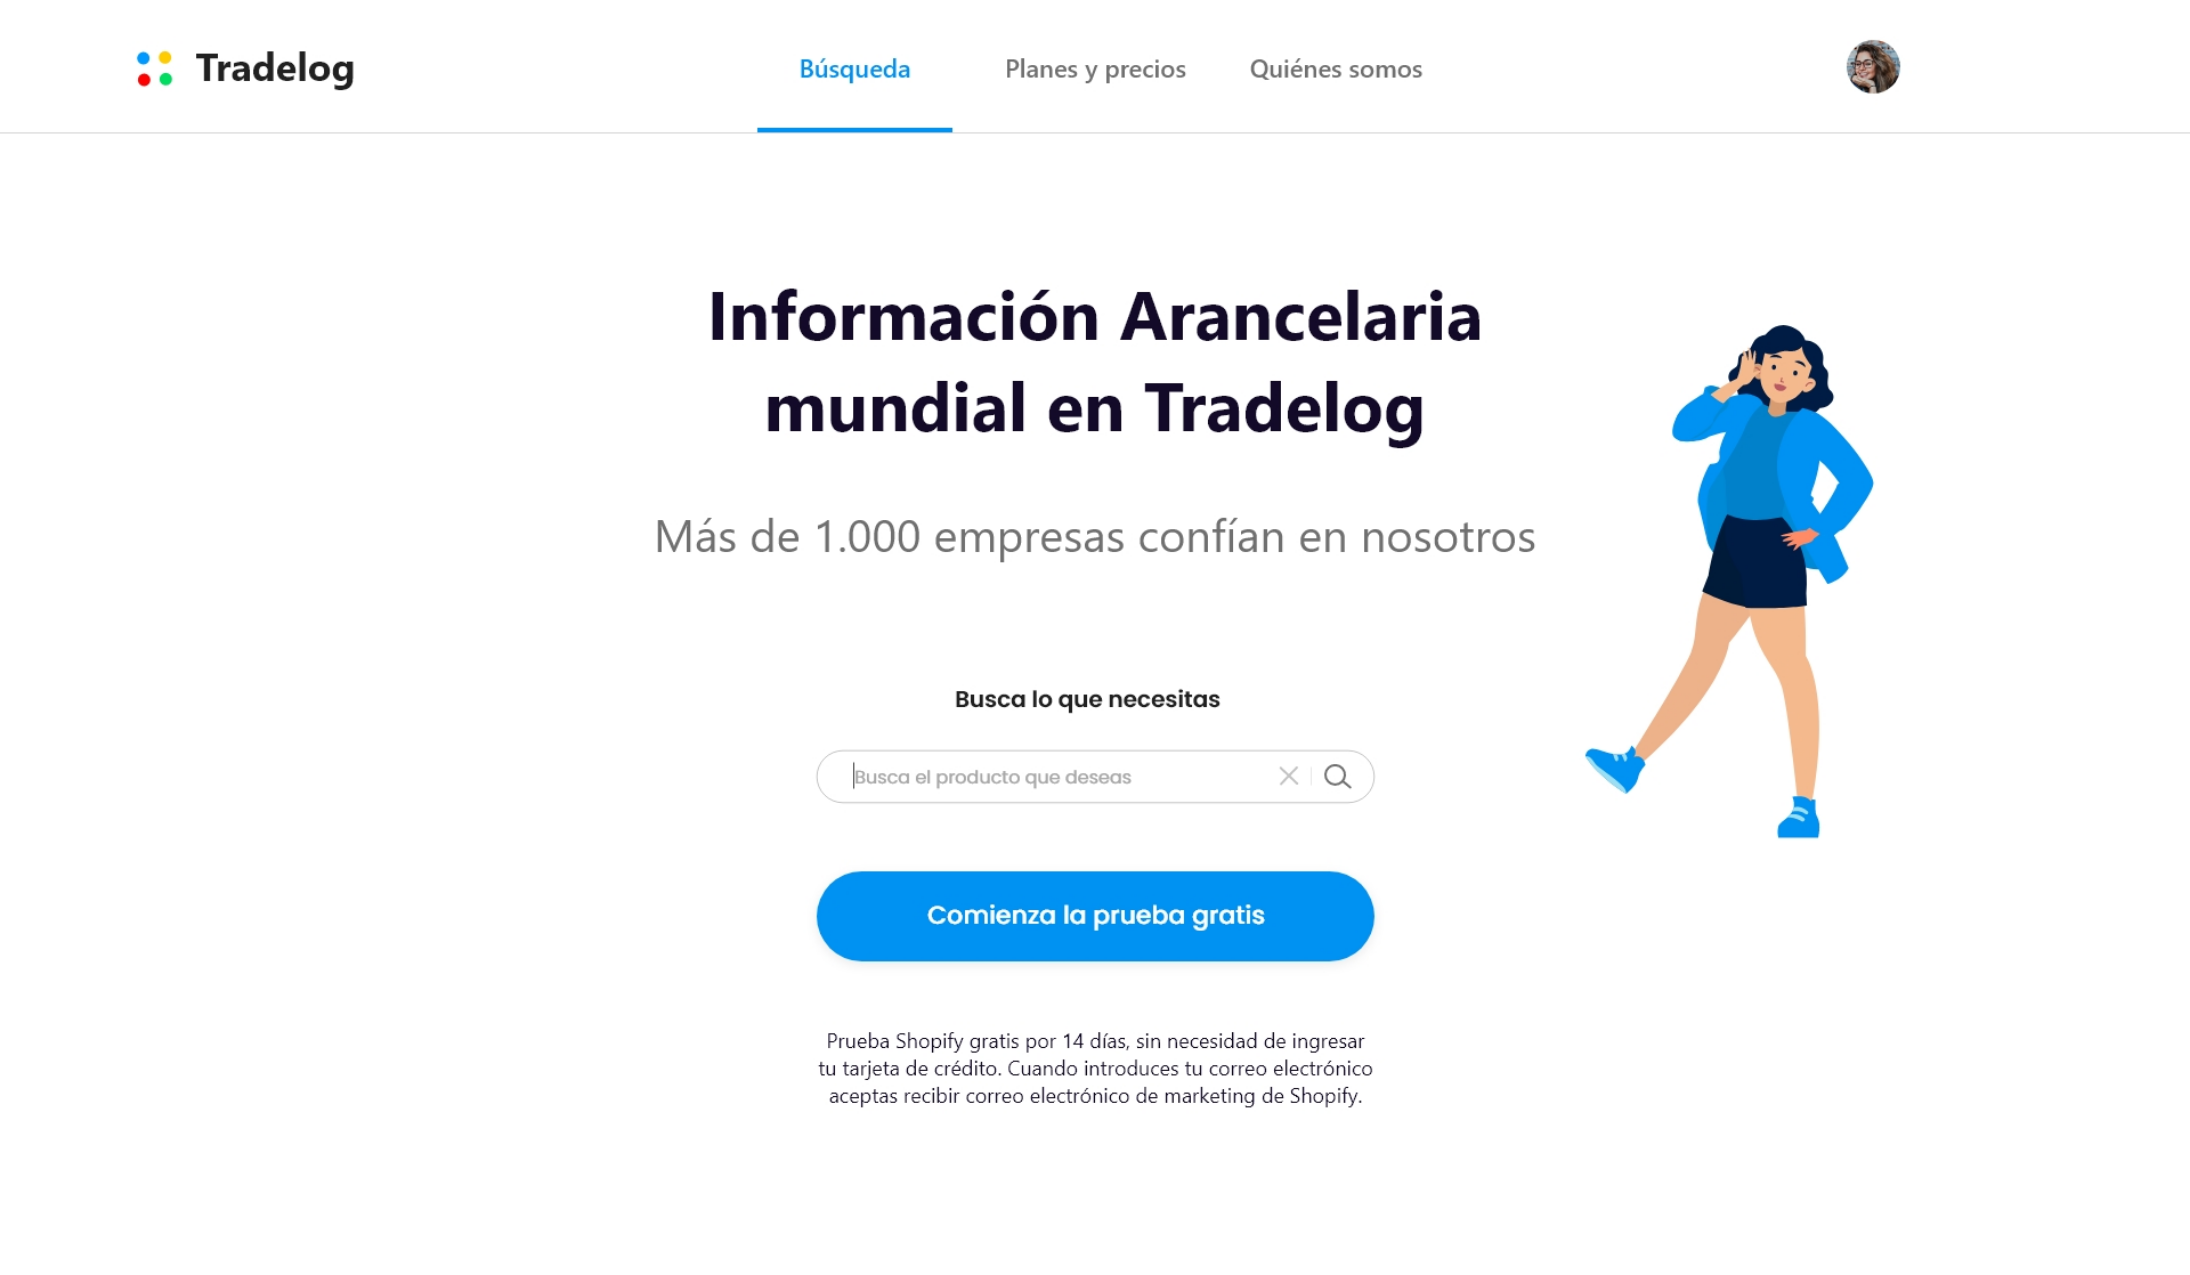 Tradelog
Búsqueda
Planes y precios
Quiénes somos
Información Arancelaria
mundial en Tradelog
Más de 1.000 empresas confían en nosotros
Busca lo que necesitas
Busca el producto que deseas
Comienza la prueba gratis
Prueba Shopify gratis por 14 días, sin necesidad de ingresar
tu tarjeta de crédito. Cuando introduces tu correo electrónico
aceptas recibir correo electrónico de marketing de Shopify.